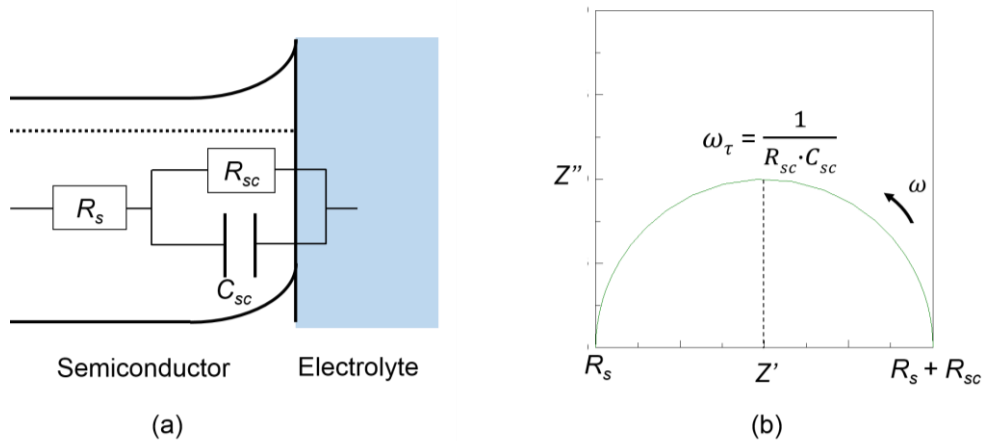 R_s
R_sc
C_sc
Semiconductor
Electrolyte
(a)
Z''
ω_τ = 1 / (R_sc · C_sc)
ω
R_s
Z'
R_s + R_sc
(b)